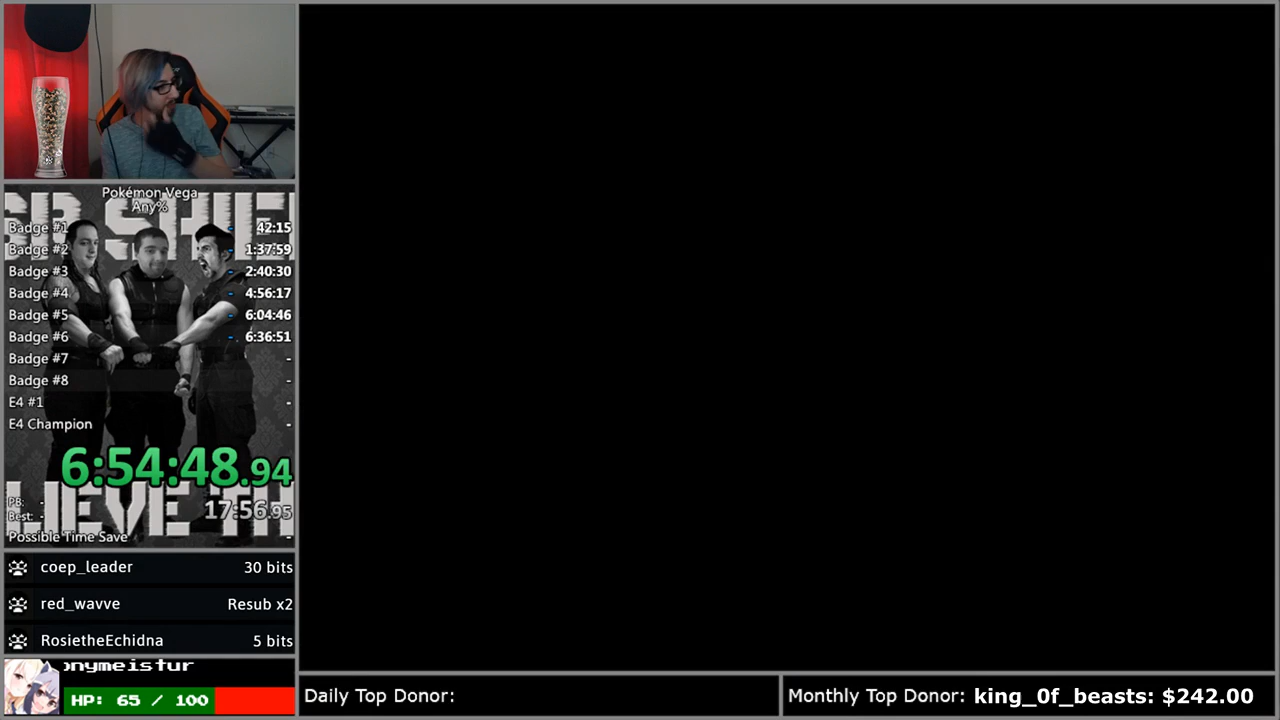 Pokémon Vega
Any%
Badge #1 - 42:15
Badge #2 - 1:37:59
Badge #3 - 2:40:30
Badge #4 - 4:56:17
Badge #5 - 6:04:46
Badge #6 - 6:36:51
Badge #7 -
Badge #8 -
E4 #1 -
E4 Champion -
6:54:48.94
PB: -
17:56.95
Best: -
LIEVE TH
Possible Time Save -
coep_leader 30 bits
red_wavve Resub x2
RosietheEchidna 5 bits
onymeistur
HP: 65 / 100
Daily Top Donor:
Monthly Top Donor: king_0f_beasts: $242.00